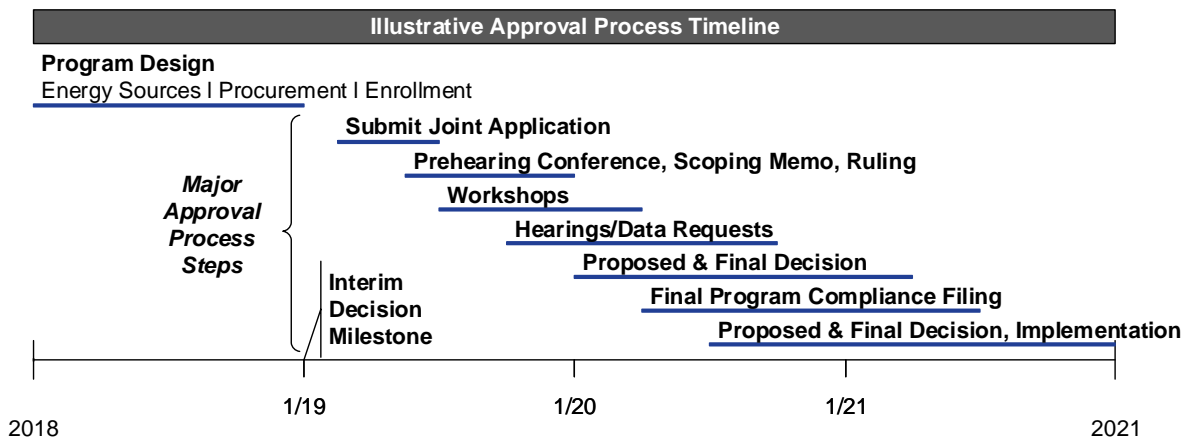 Illustrative Approval Process Timeline
Program Design
Energy Sources I Procurement I Enrollment
Submit Joint Application
Prehearing Conference, Scoping Memo, Ruling
Workshops
Hearings/Data Requests
Proposed & Final Decision
Final Program Compliance Filing
Proposed & Final Decision, Implementation
Major
Approval
Process
Steps
Interim
Decision
Milestone
1/19
1/20
1/21
2018
2021